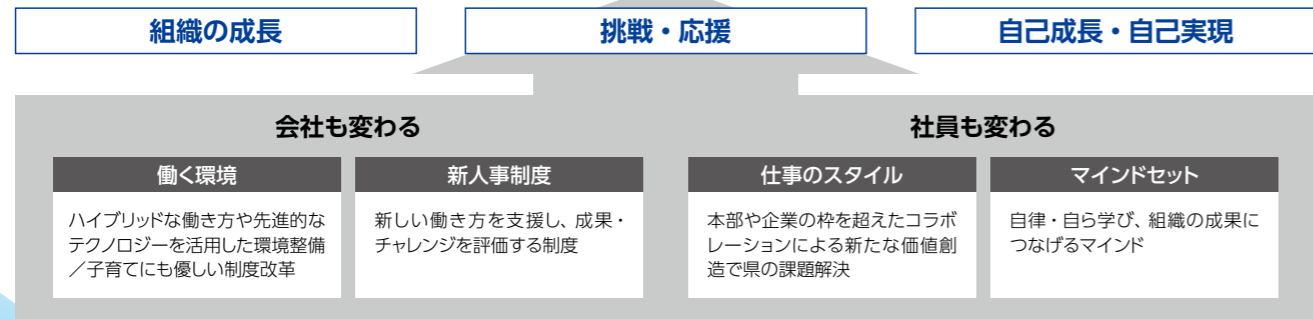 組織の成長
挑戦・応援
自己成長・自己実現
会社も変わる
働く環境
ハイブリッドな働き方や先進的な
テクノロジーを活用した環境整備
／子育てにも優しい制度改革
新人事制度
新しい働き方を支援し、成果・
チャレンジを評価する制度
社員も変わる
仕事のスタイル
本部や企業の枠を超えたコラボ
レーションによる新たな価値創
造で県の課題解決
マインドセット
自律・自ら学び、組織の成果に
つなげるマインド